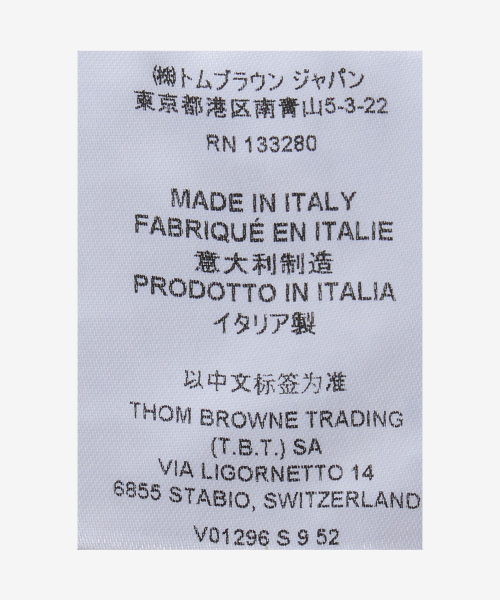 ㈱トムブラウン ジャパン
東京都港区南青山5-3-22
RN 133280
MADE IN ITALY
FABRIQUÉ EN ITALIE
意大利制造
PRODOTTO IN ITALIA
イタリア製
以中文标签为准
THOM BROWNE TRADING
(T.B.T.) SA
VIA LIGORNETTO 14
6855 STABIO, SWITZERLAND
V01296 S 9 52